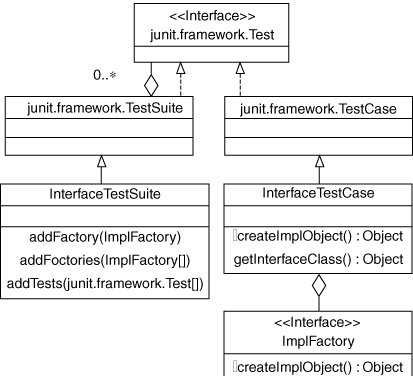 <<Interface>>
junit.framework.Test
0..*
junit.framework.TestSuite
junit.framework.TestCase
InterfaceTestSuite
addFactory(ImplFactory)
addFoctories(ImplFactory[])
addTests(junit.framework.Test[])
InterfaceTestCase
createImplObject() : Object
getInterfaceClass() : Object
<<Interface>>
ImplFactory
createImplObject() : Object